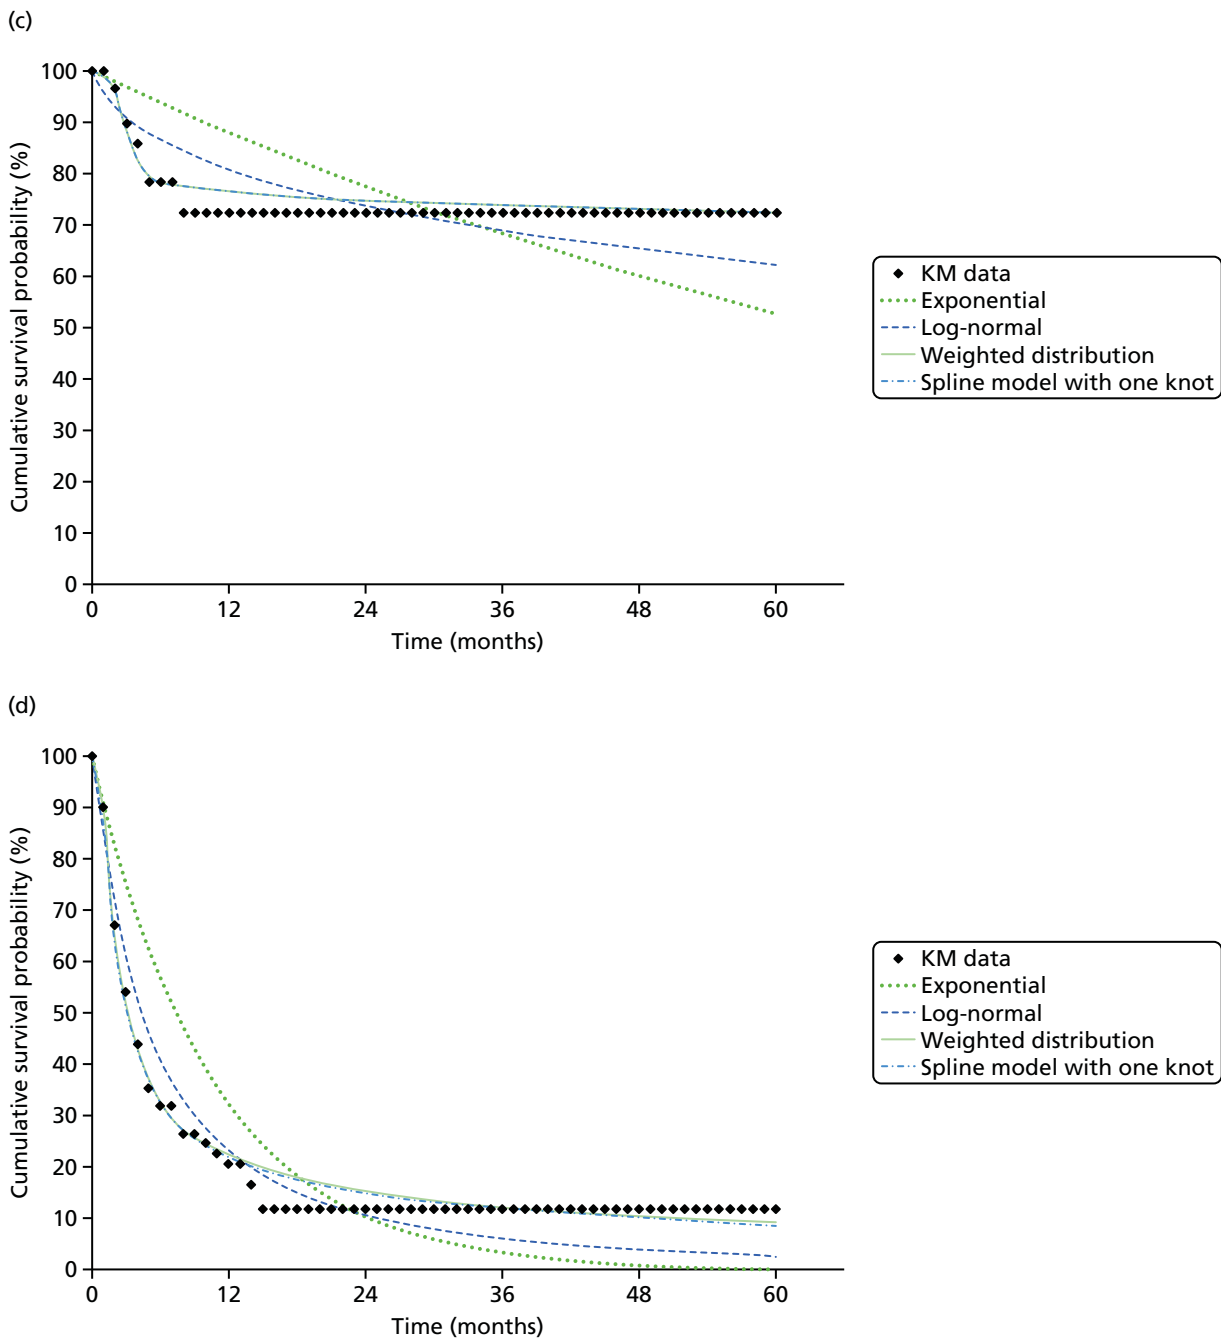 (c)
100
90
80
70
60
50
40
30
20
10
0
Cumulative survival probability (%)
0 12 24 36 48 60
Time (months)
KM data
Exponential
Log-normal
Weighted distribution
Spline model with one knot
(d)
100
90
80
70
60
50
40
30
20
10
0
Cumulative survival probability (%)
0 12 24 36 48 60
Time (months)
KM data
Exponential
Log-normal
Weighted distribution
Spline model with one knot